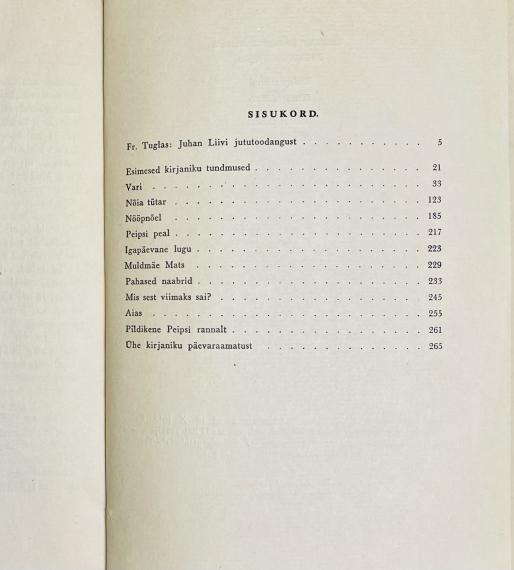 SISUKORD.
Fr. Tuglas: Juhan Liivi jututoodangust . . . . . . . . . . . 5
Esimesed kirjaniku tundmused . . . . . . . . . . . . . 21
Vari . . . . . . . . . . . . . . . . . . 33
Nõia tütar . . . . . . . . . . . . . . . . . 123
Nööpnõel . . . . . . . . . . . . . . . . . 185
Peipsi peal . . . . . . . . . . . . . . . . . 217
Igapäevane lugu . . . . . . . . . . . . . . . . 223
Muldmäe Mats . . . . . . . . . . . . . . . . 229
Pahased naabrid . . . . . . . . . . . . . . . . 233
Mis sest viimaks sai? . . . . . . . . . . . . . . . 245
Aias . . . . . . . . . . . . . . . . . . 255
Pildikene Peipsi rannalt . . . . . . . . . . . . . . 261
Ühe kirjaniku päevaraamatust . . . . . . . . . . . . 265